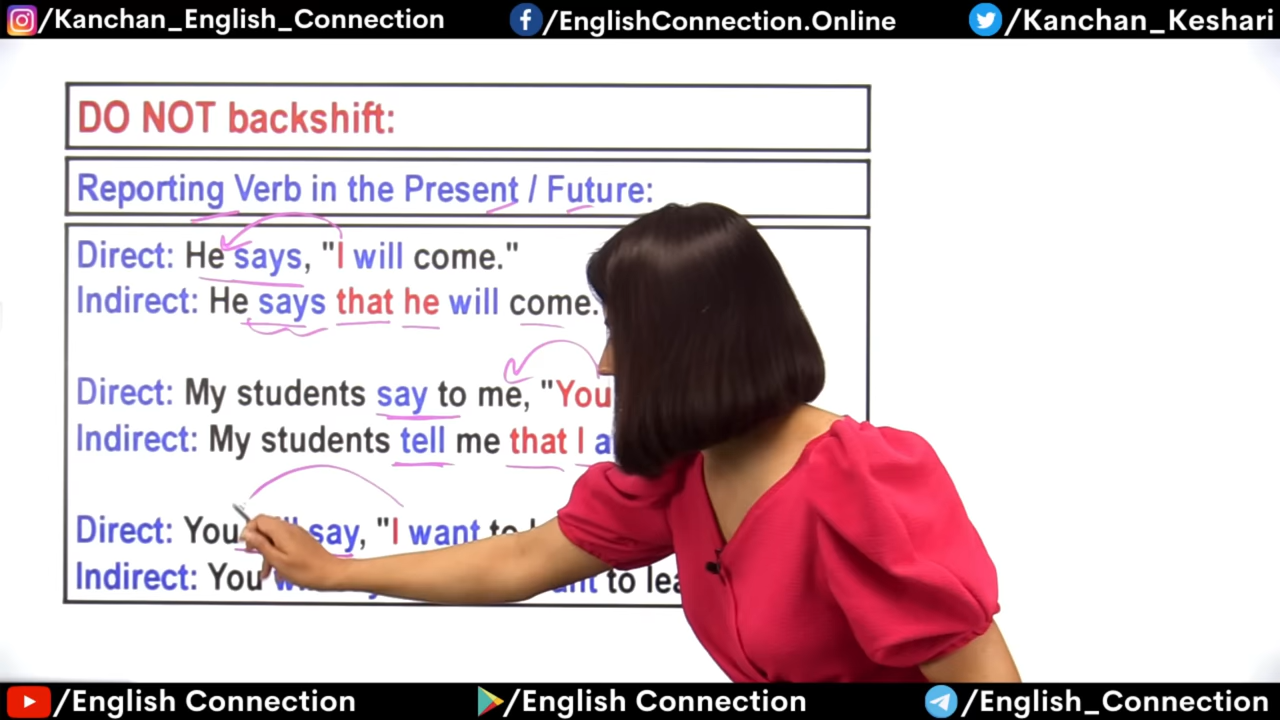 /Kanchan_English_Connection
/EnglishConnection.Online
/Kanchan_Keshari
DO NOT backshift:
Reporting Verb in the Present / Future:
Direct: He says, "I will come."
Indirect: He says that he will come.
Direct: My students say to me, "You
Indirect: My students tell me that I
Direct: You say, "I want to
Indirect: You to
/English Connection
/English Connection
/English_Connection